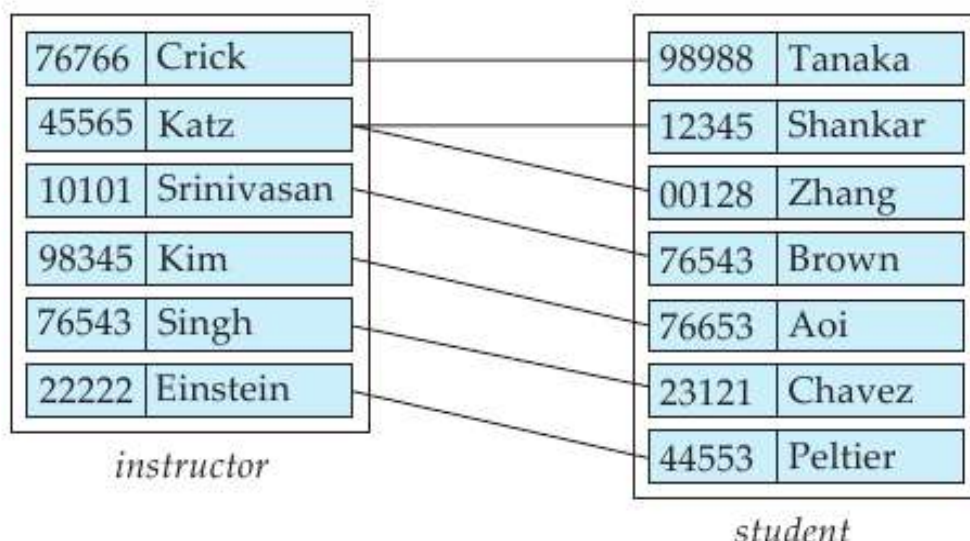 76766 Crick
45565 Katz
10101 Srinivasan
98345 Kim
76543 Singh
22222 Einstein
instructor
98988 Tanaka
12345 Shankar
00128 Zhang
76543 Brown
76653 Aoi
23121 Chavez
44553 Peltier
student